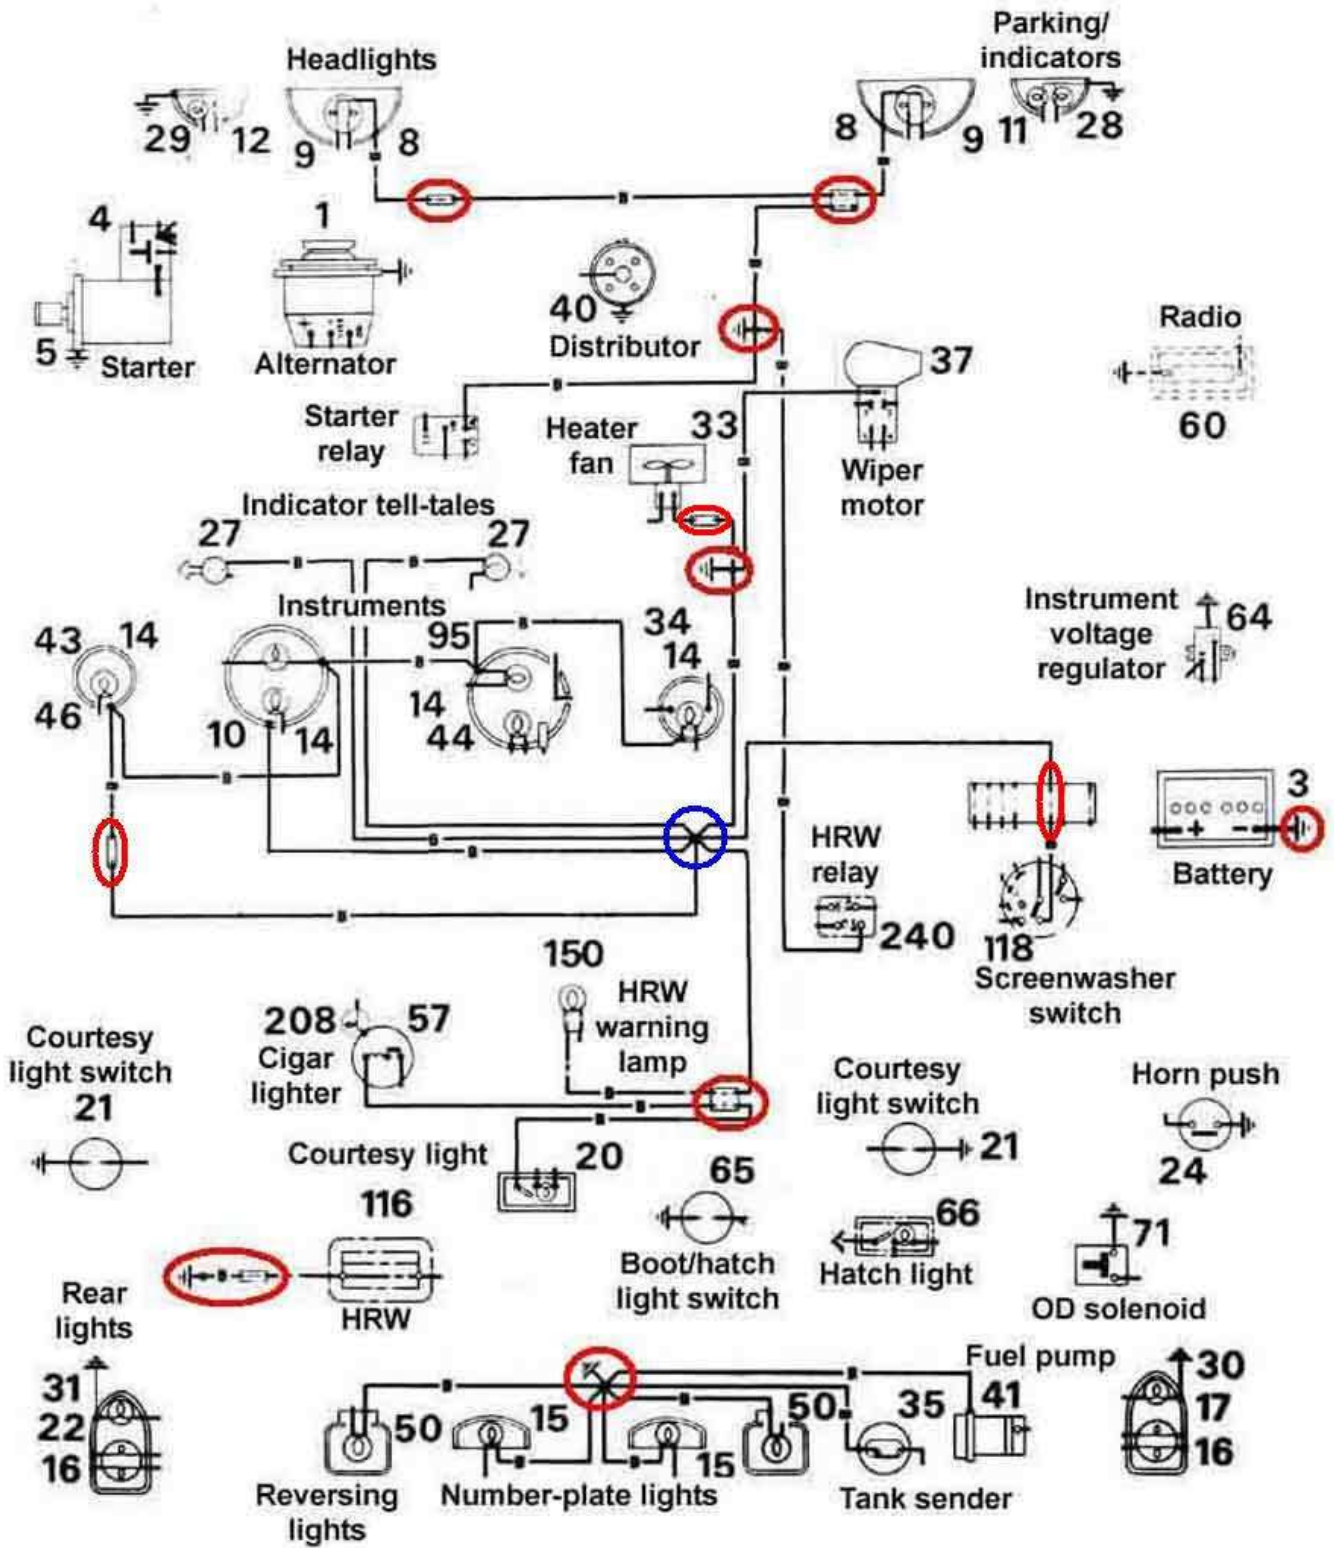 Headlights
Parking/
indicators
29
12
9
8
8
9
11
28
B
4
1
5
Starter
Alternator
40
Distributor
Radio
60
37
Wiper
motor
B
Starter
relay
Heater
fan
33
Indicator tell-tales
27
27
B
B
Instruments
43
14
46
10
14
95
B
B
14
44
34
14
Instrument
voltage
regulator
64
B
3
Battery
HRW
relay
240
118
Screenwasher
switch
B
B
150
HRW
warning
lamp
208
57
Cigar
lighter
Courtesy
light switch
21
B
B
B
Courtesy light
20
65
Boot/hatch
light switch
Courtesy
light switch
21
Horn push
24
116
HRW
B
66
Hatch light
71
OD solenoid
Rear
lights
31
22
16
B
B
B
Fuel pump
41
30
17
16
50
15
15
50
35
B
B
Reversing
lights
Number-plate lights
Tank sender